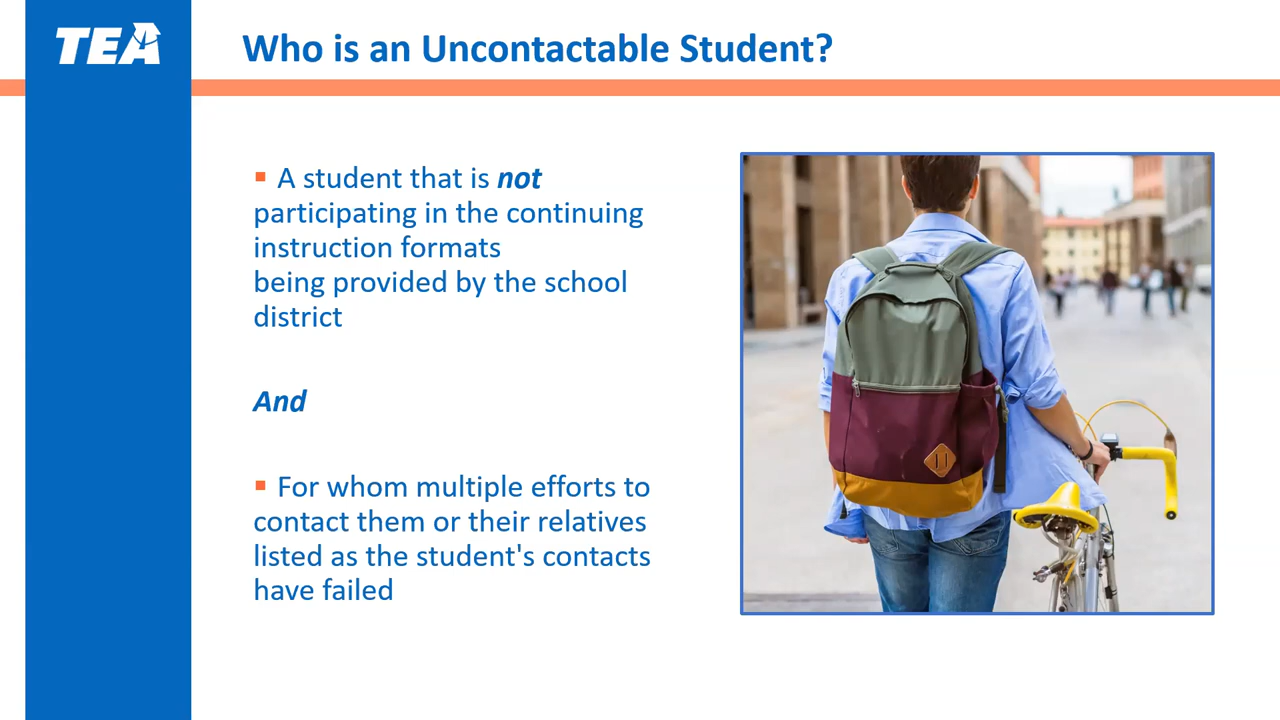 TEA
Who is an Uncontactable Student?
▪ A student that is not
participating in the continuing
instruction formats
being provided by the school
district
And
▪ For whom multiple efforts to
contact them or their relatives
listed as the student's contacts
have failed